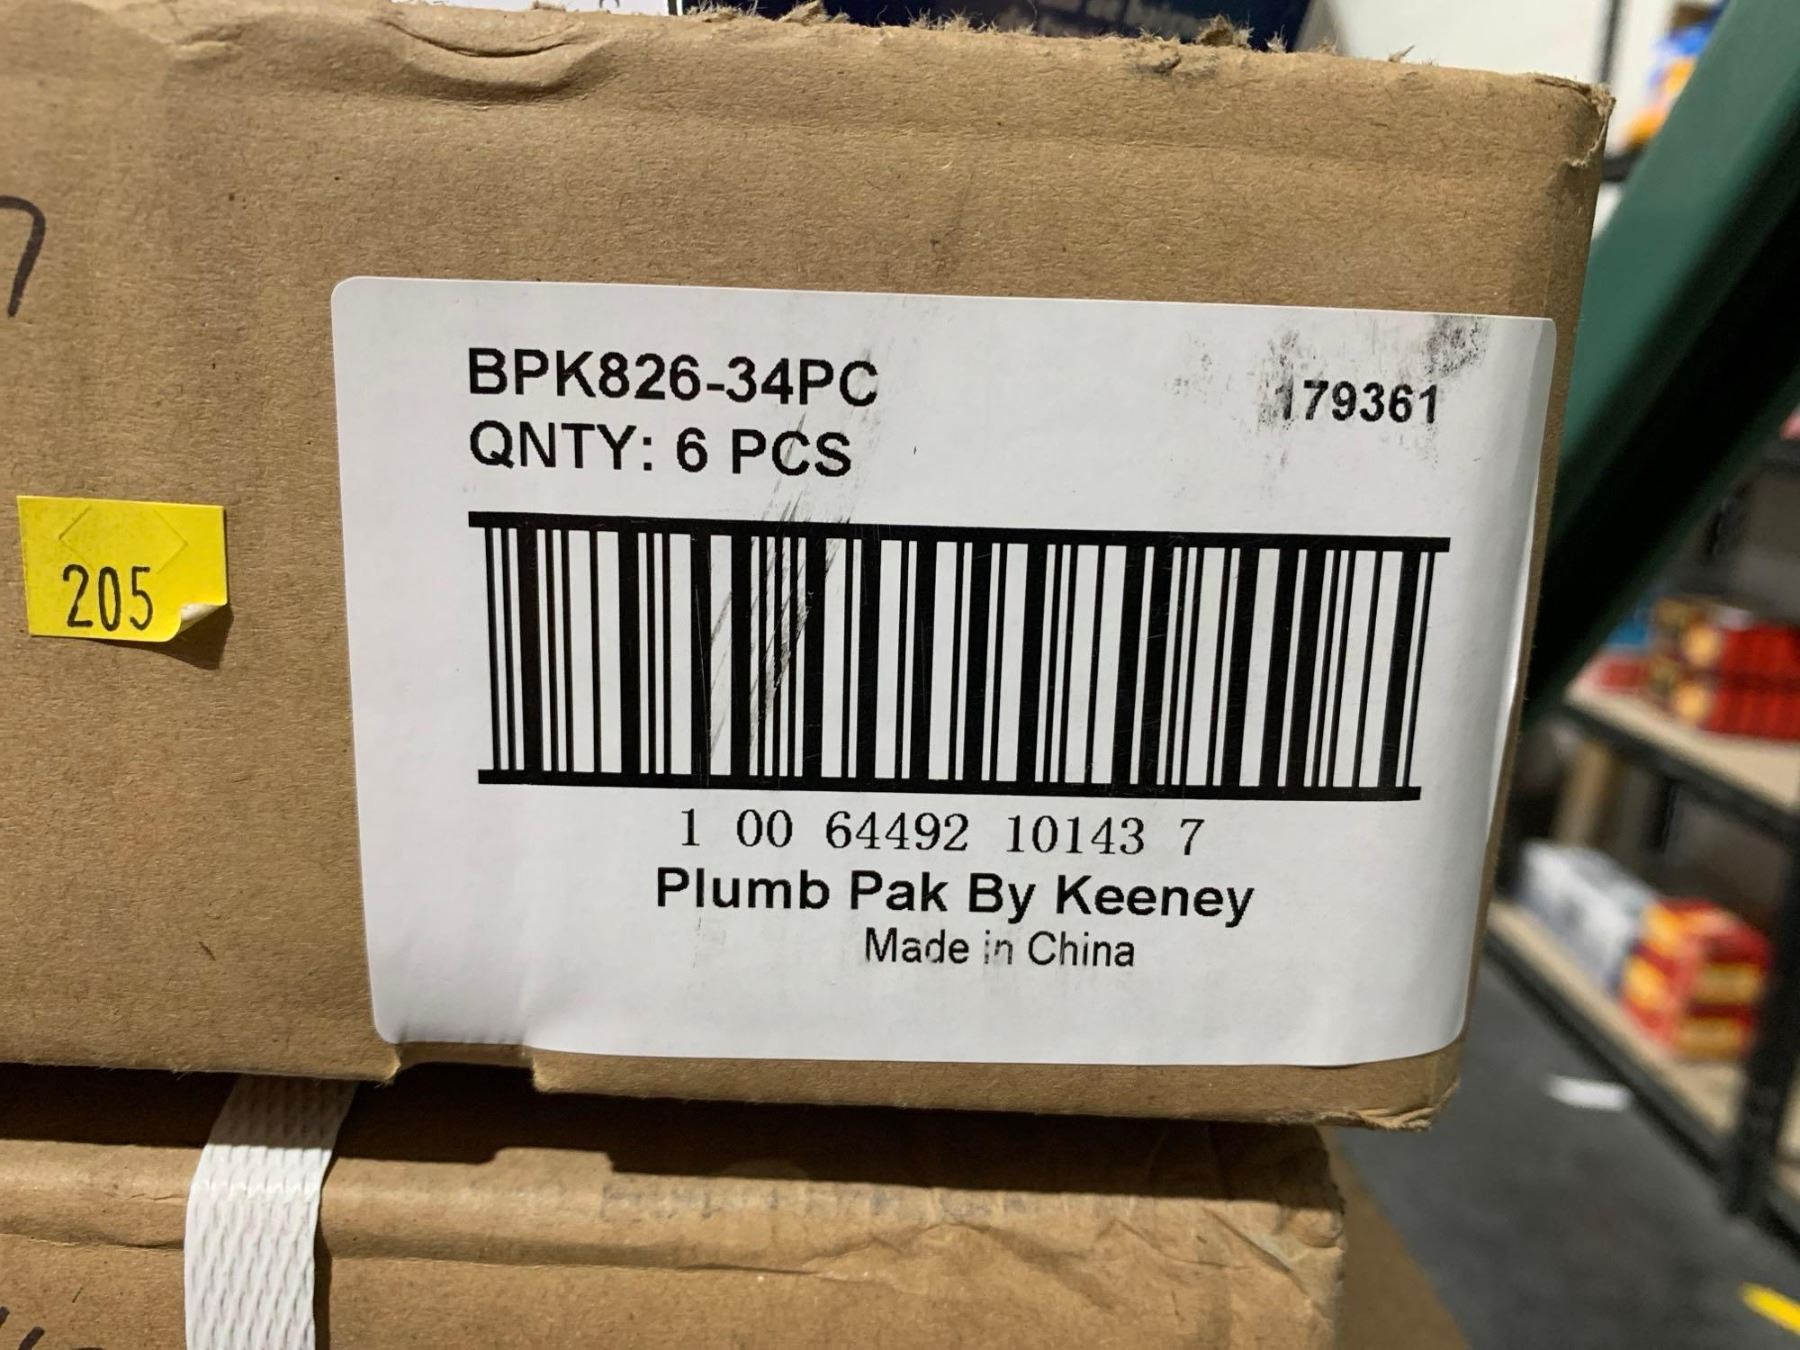 BPK826-34PC
179361
QNTY: 6 PCS
205
1 00 64492 10143 7
Plumb Pak By Keeney
Made in China